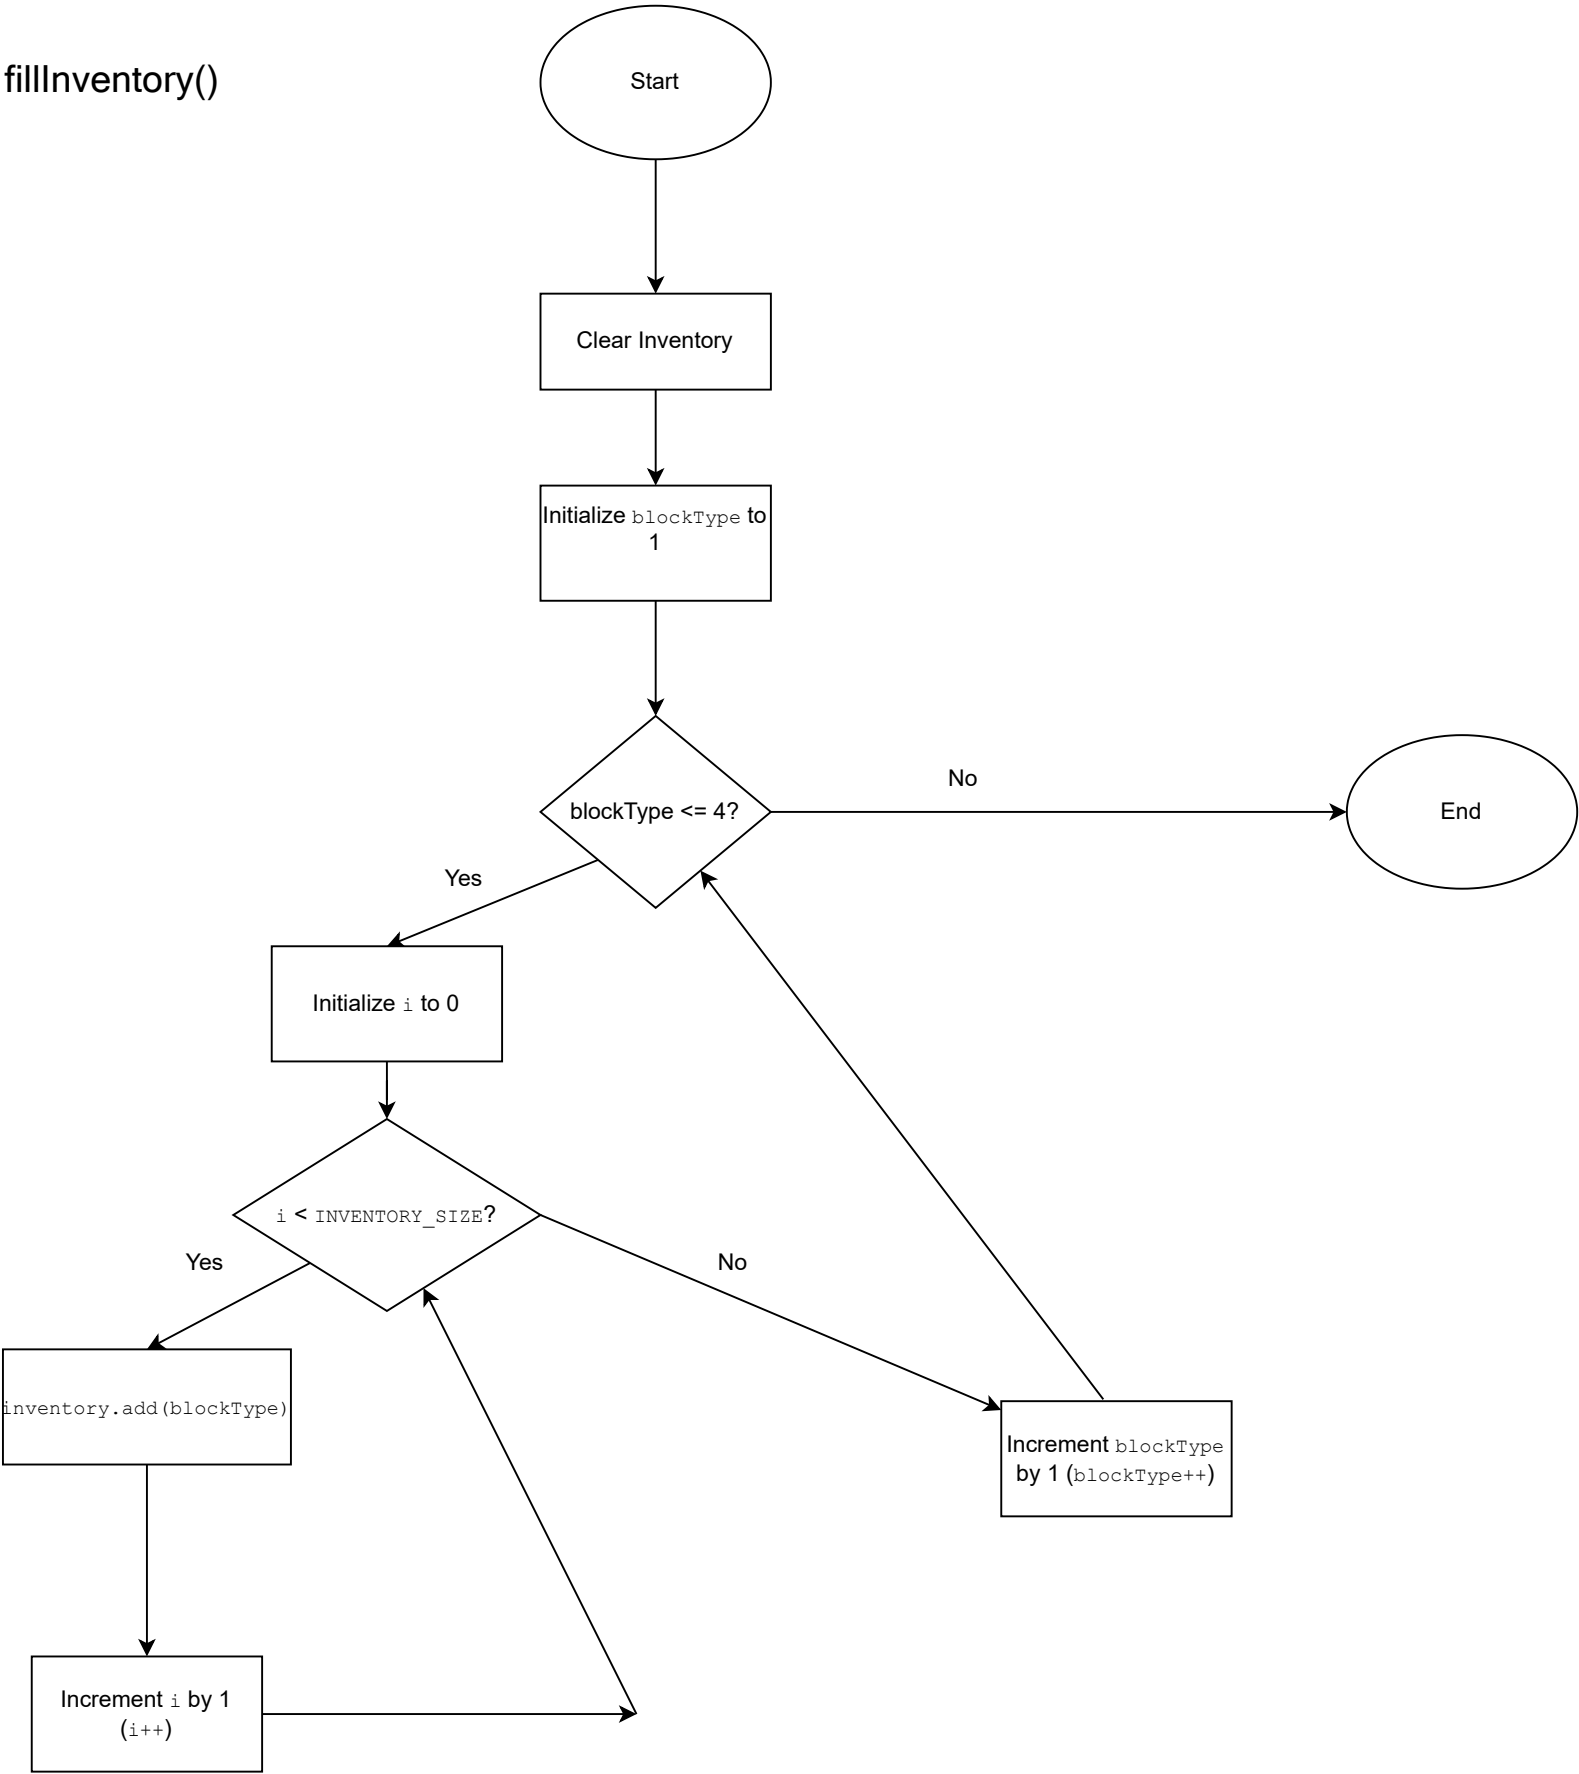 fillInventory()
Start
Clear Inventory
Initialize blockType to
1
blockType <= 4?
No
End
Yes
Initialize i to 0
i < INVENTORY_SIZE?
Yes
No
inventory.add(blockType)
Increment blockType
by 1 (blockType++)
Increment i by 1
(i++)